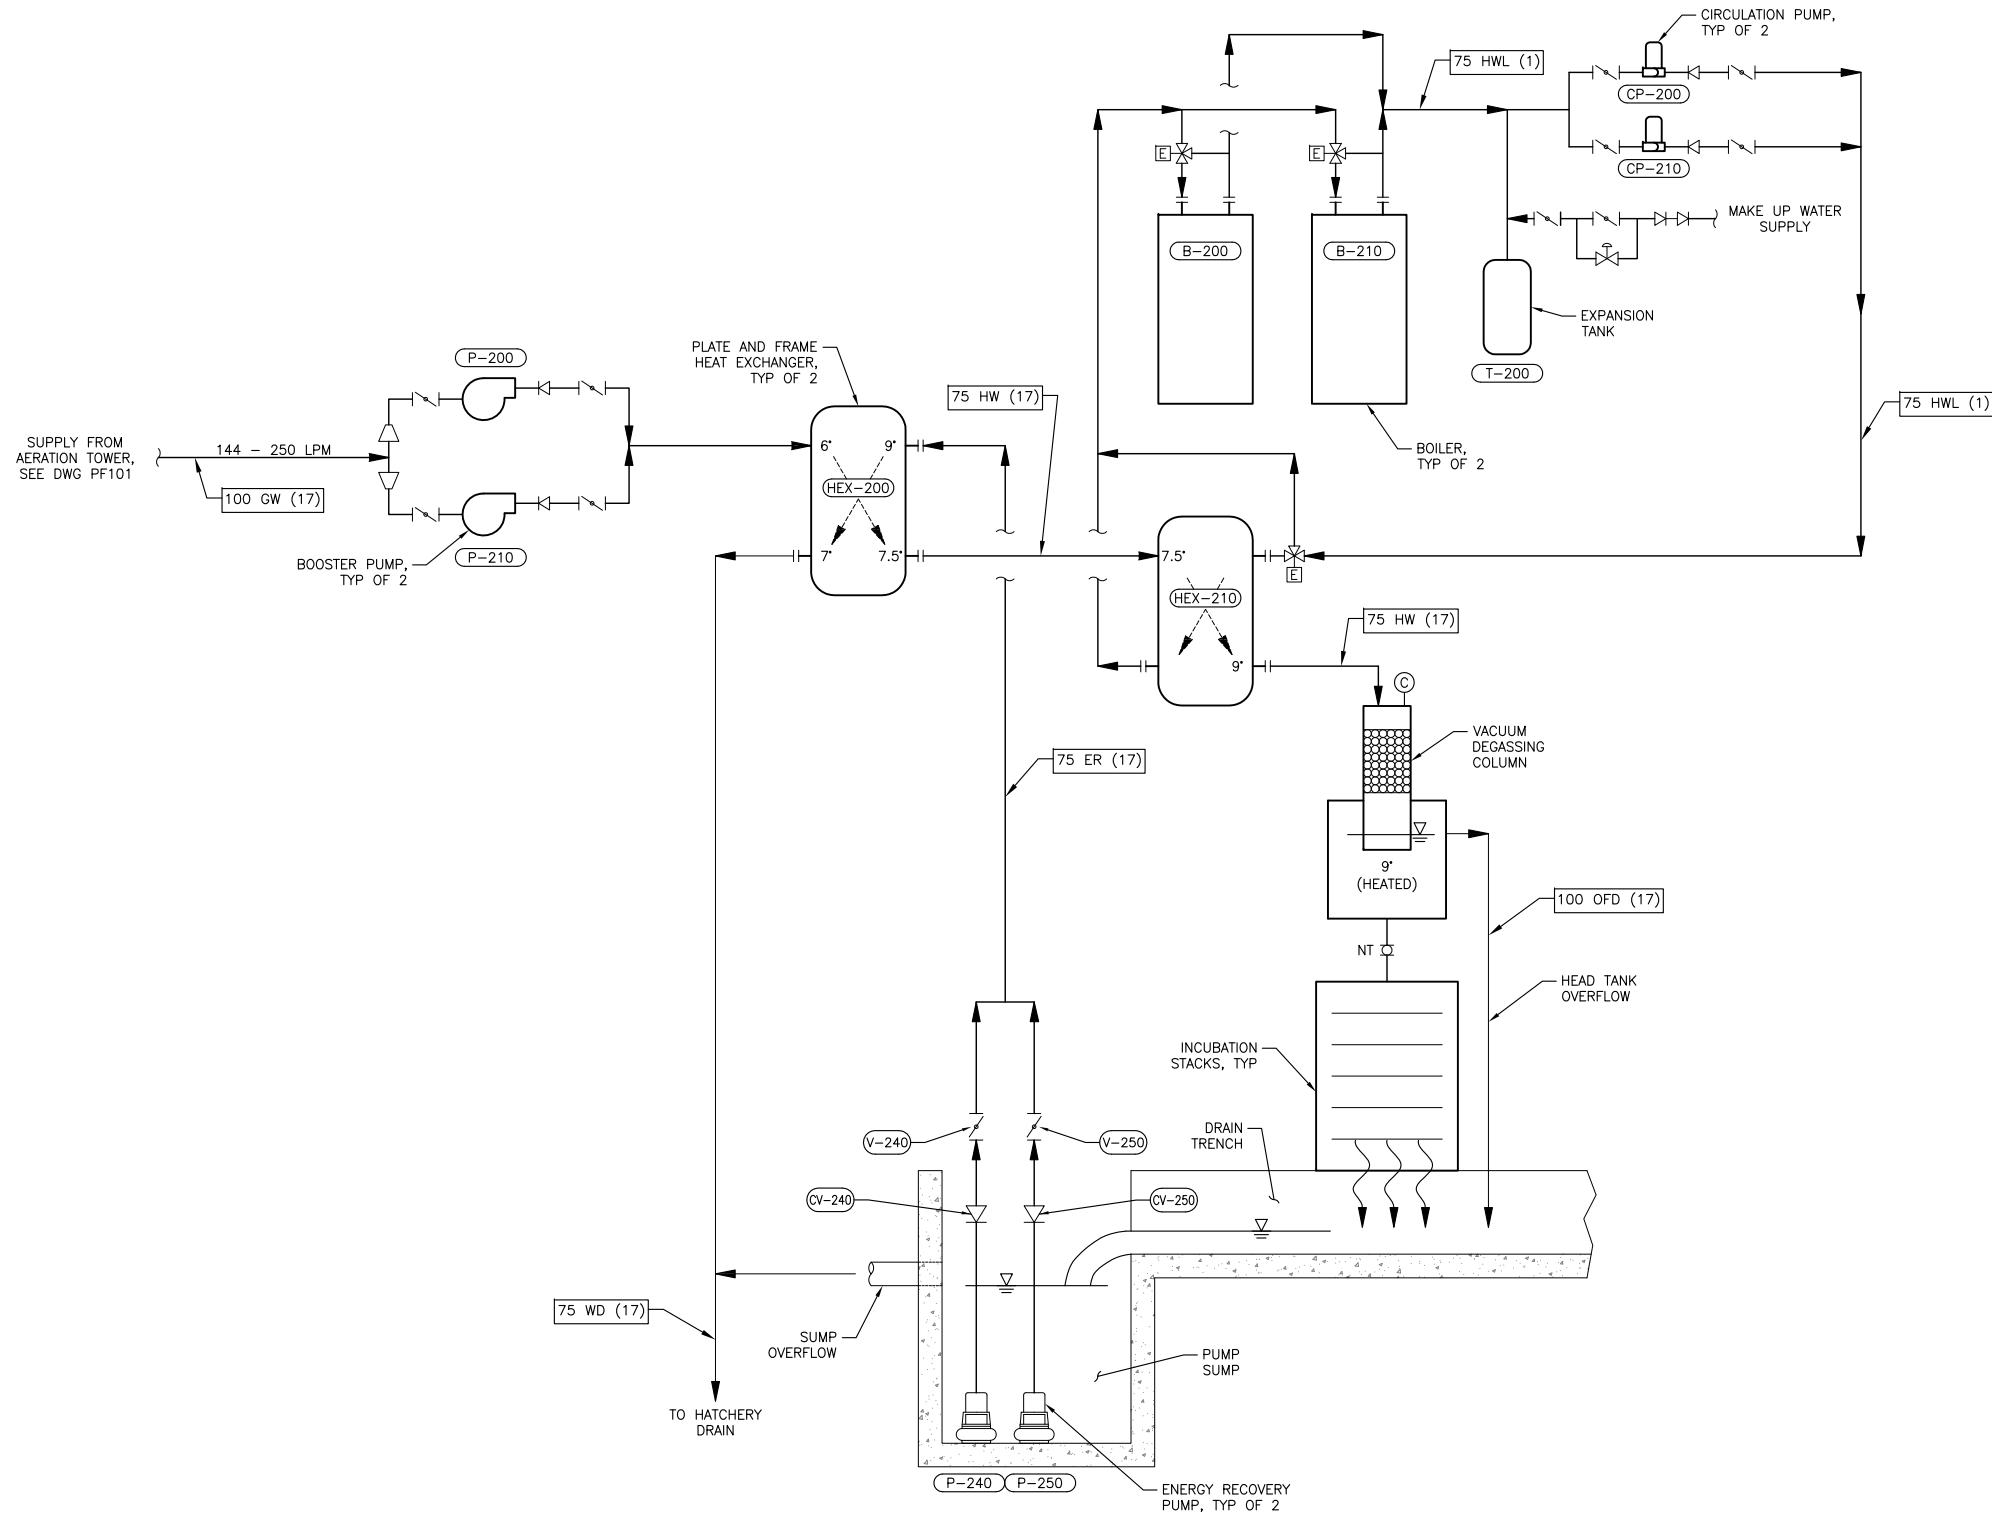 CIRCULATION PUMP,
TYP OF 2
75 HWL (1)
CP-200
CP-210
E
E
MAKE UP WATER
SUPPLY
B-200
B-210
EXPANSION
TANK
T-200
PLATE AND FRAME
HEAT EXCHANGER,
TYP OF 2
P-200
75 HW (17)
75 HWL (1)
SUPPLY FROM
AERATION TOWER,
SEE DWG PF101
144 - 250 LPM
100 GW (17)
6°
9°
HEX-200
7°
7.5°
BOILER,
TYP OF 2
BOOSTER PUMP,
TYP OF 2
P-210
7.5°
E
HEX-210
9°
75 HW (17)
C
VACUUM
DEGASSING
COLUMN
75 ER (17)
9°
(HEATED)
100 OFD (17)
NT
HEAD TANK
OVERFLOW
INCUBATION
STACKS, TYP
V-240
V-250
DRAIN
TRENCH
CV-240
CV-250
75 WD (17)
SUMP
OVERFLOW
PUMP
SUMP
TO HATCHERY
DRAIN
P-240
P-250
ENERGY RECOVERY
PUMP, TYP OF 2